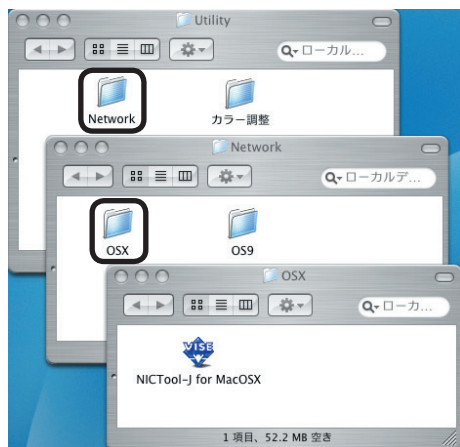 Utility
ローカル...
Network
カラー調整
Network
ローカルデ...
OSX
OS9
OSX
ローカ...
VISE
NICTool-J for MacOSX
1 項目、52.2 MB 空き